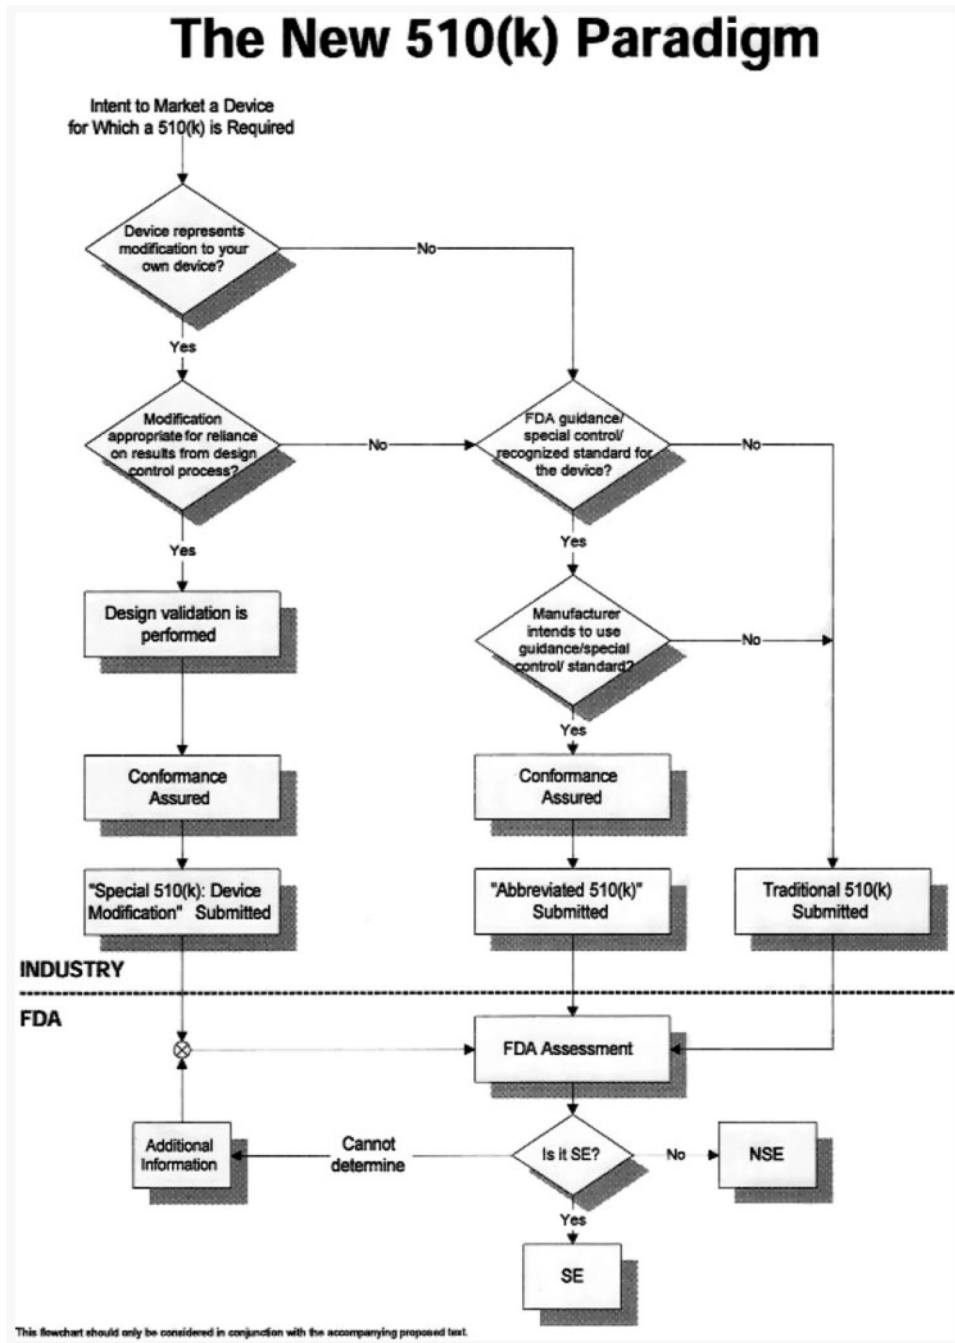 The New 510(k) Paradigm
Intent to Market a Device
for Which a 510(k) is Required
Device represents
modification to your
own device?
No
Yes
Modification
appropriate for reliance
on results from design
control process?
No
FDA guidance/
special control/
recognized standard for
the device?
No
Yes
Yes
Design validation is
performed
Manufacturer
intends to use
guidance/special
control/ standard?
No
Yes
Conformance
Assured
Conformance
Assured
"Special 510(k): Device
Modification" Submitted
"Abbreviated 510(k)"
Submitted
Traditional 510(k)
Submitted
INDUSTRY
FDA
FDA Assessment
Additional
Information
Cannot
determine
Is it SE?
No
NSE
Yes
SE
This flowchart should only be considered in conjunction with the accompanying proposed text.